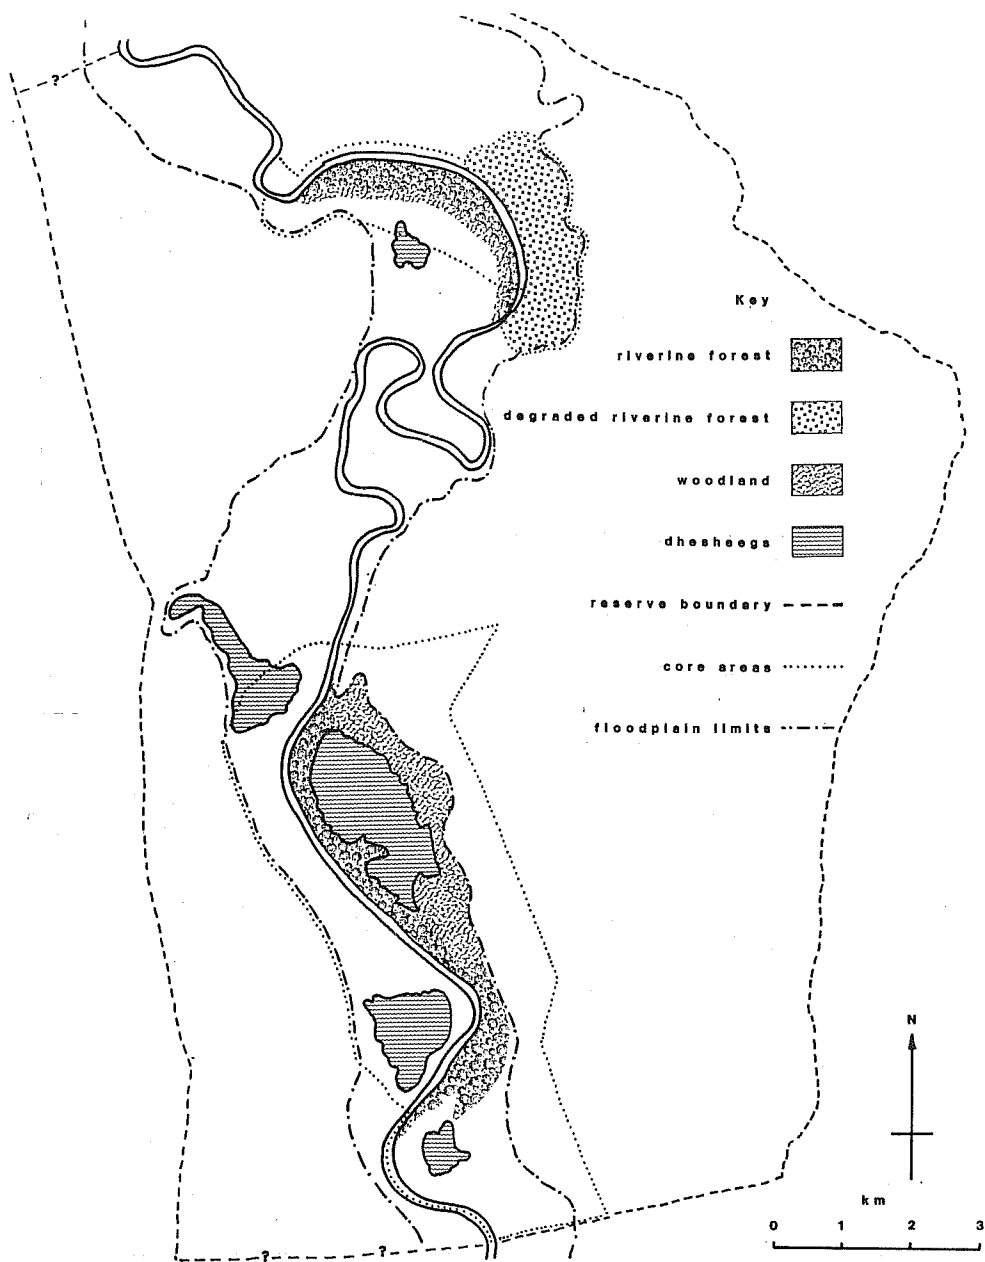 ?
Key
riverine forest
degraded riverine forest
woodland
dhesheegs
reserve boundary
core areas
floodplain limits
N
km
0 1 2 3
? ?